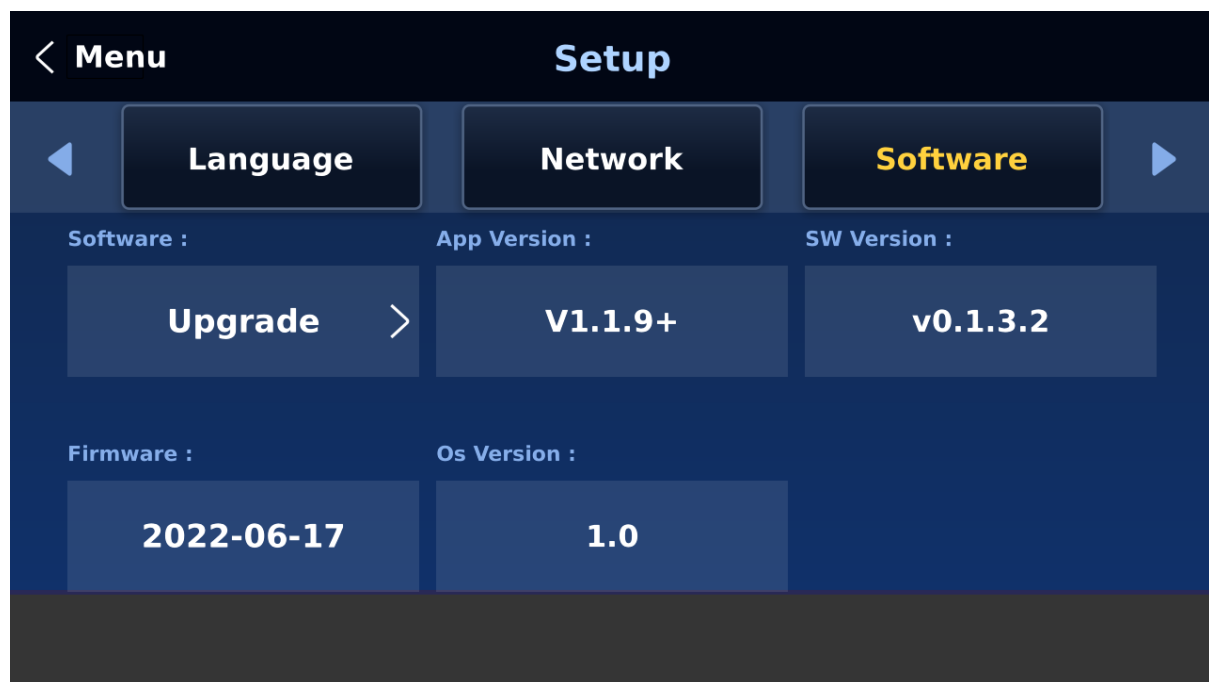 Menu
Setup
Language
Network
Software
Software :
App Version :
SW Version :
Upgrade
V1.1.9+
v0.1.3.2
Firmware :
Os Version :
2022-06-17
1.0